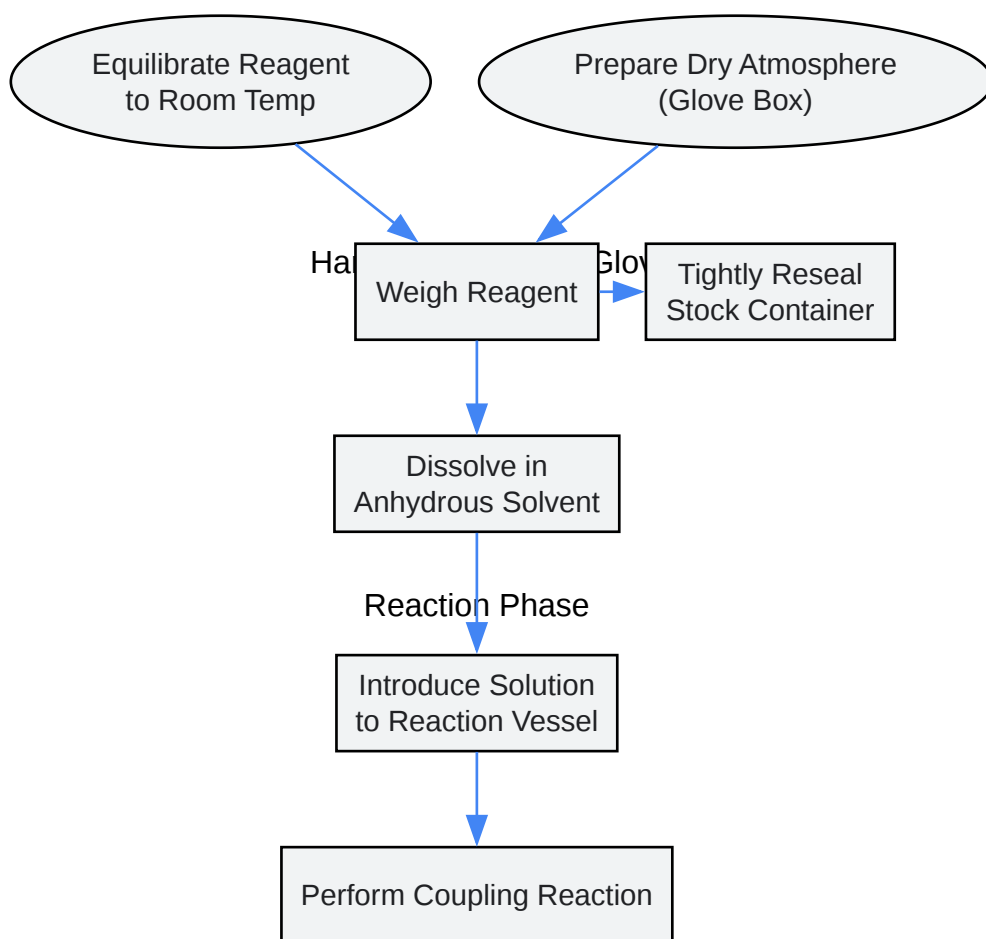 Equilibrate Reagent
to Room Temp
Prepare Dry Atmosphere
(Glove Box)
Weigh Reagent
Tightly Reseal
Stock Container
Dissolve in
Anhydrous Solvent
Reaction Phase
Introduce Solution
to Reaction Vessel
Perform Coupling Reaction